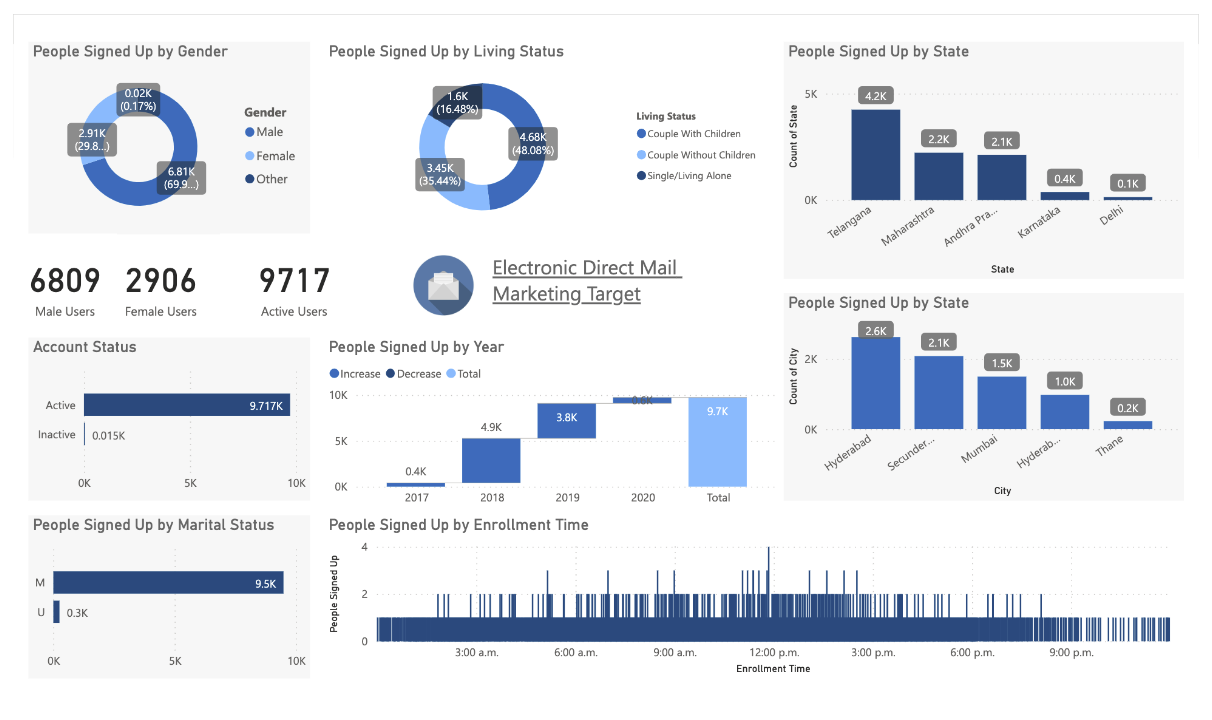 People Signed Up by Gender
0.02K
(0.17%)
2.91K
(29.8...)
6.81K
(69.9...)
Gender
Male
Female
Other
People Signed Up by Living Status
1.6K
(16.48%)
4.68K
(48.08%)
3.45K
(35.44%)
Living Status
Couple With Children
Couple Without Children
Single/Living Alone
People Signed Up by State
Count of State
5K
0K
4.2K
2.2K
2.1K
0.4K
0.1K
Telangana
Maharashtra
Andhra Pra...
Karnataka
Delhi
State
6809
Male Users
2906
Female Users
9717
Active Users
Electronic Direct Mail
Marketing Target
People Signed Up by State
Count of City
2K
0K
2.6K
2.1K
1.5K
1.0K
0.2K
Hyderabad
Secunder...
Mumbai
Hyderab...
Thane
City
Account Status
Active
9.717K
Inactive
0.015K
0K
5K
10K
People Signed Up by Year
Increase
Decrease
Total
10K
5K
0K
0.4K
4.9K
3.8K
0.6K
9.7K
2017
2018
2019
2020
Total
People Signed Up by Marital Status
M
9.5K
U
0.3K
0K
5K
10K
People Signed Up by Enrollment Time
People Signed Up
4
2
0
3:00 a.m.
6:00 a.m.
9:00 a.m.
12:00 p.m.
3:00 p.m.
6:00 p.m.
9:00 p.m.
Enrollment Time